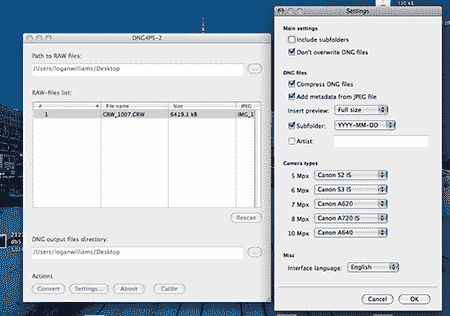 DNG4PS-2
Path to RAW files:
/Users/loganwilliams/Desktop
...
RAW-files list:
# File name Size JPEG
1 CRW_1007.CRW 6419.1 kB IMG_1
Rescan
DNG output files directory:
/Users/loganwilliams/Desktop
...
Actions
Convert Settings... About Calibr
Settings
Main settings
Include subfolders
Don't overwrite DNG files
DNG files
Compress DNG files
Add metadata from JPEG file
Insert preview: Full size
Subfolder: YYYY-MM-DD
Artist:
Camera types
5 Mpx Canon S2 IS
6 Mpx Canon S3 IS
7 Mpx Canon A620
8 Mpx Canon A720 IS
10 Mpx Canon A640
Misc
Interface language: English
Cancel OK